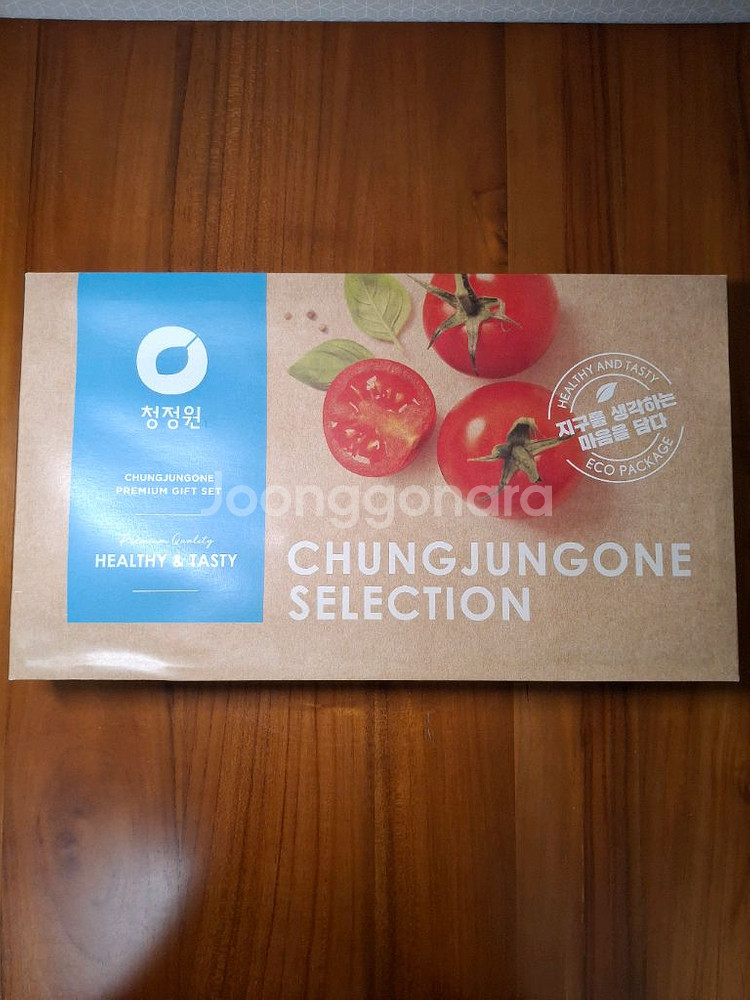 청정원
CHUNGJUNGONE
PREMIUM GIFT SET
Premium Quality
HEALTHY & TASTY
HEALTHY AND TASTY
지구를 생각하는
마음을 담다
ECO PACKAGE
Joonggonara
CHUNGJUNGONE
SELECTION